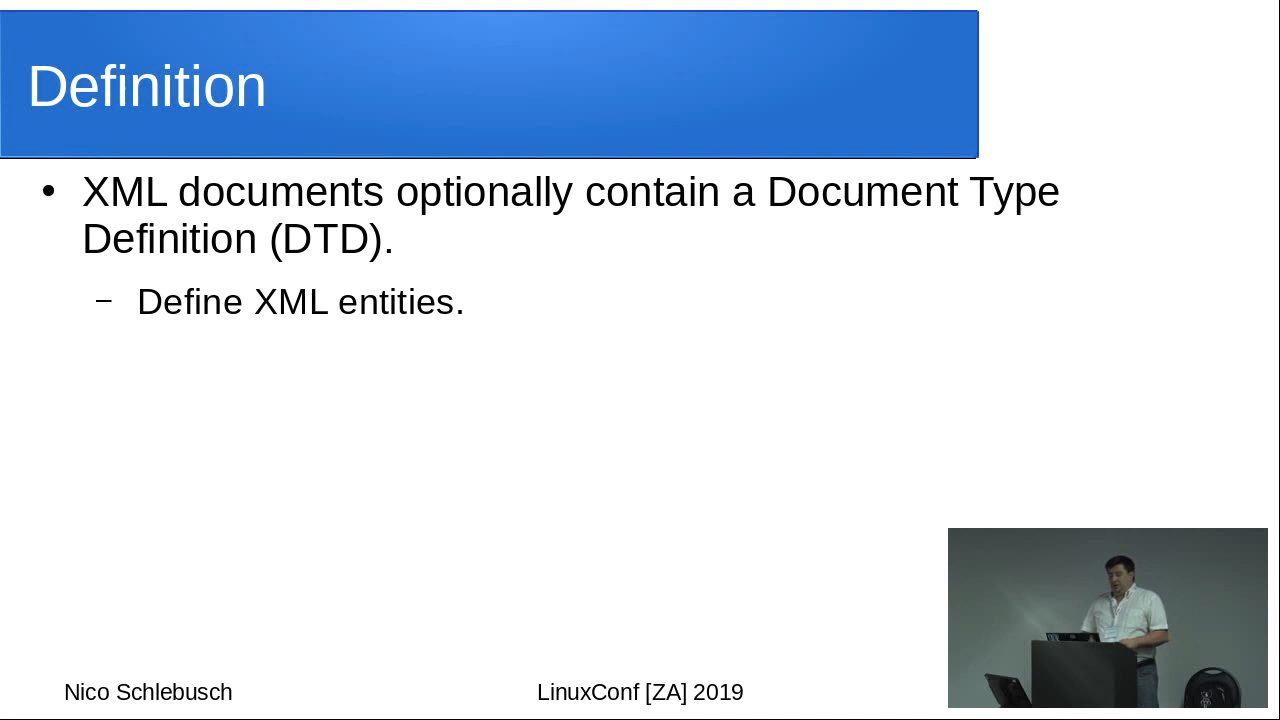 Definition
• XML documents optionally contain a Document Type
Definition (DTD).
– Define XML entities.
Nico Schlebusch
LinuxConf [ZA] 2019